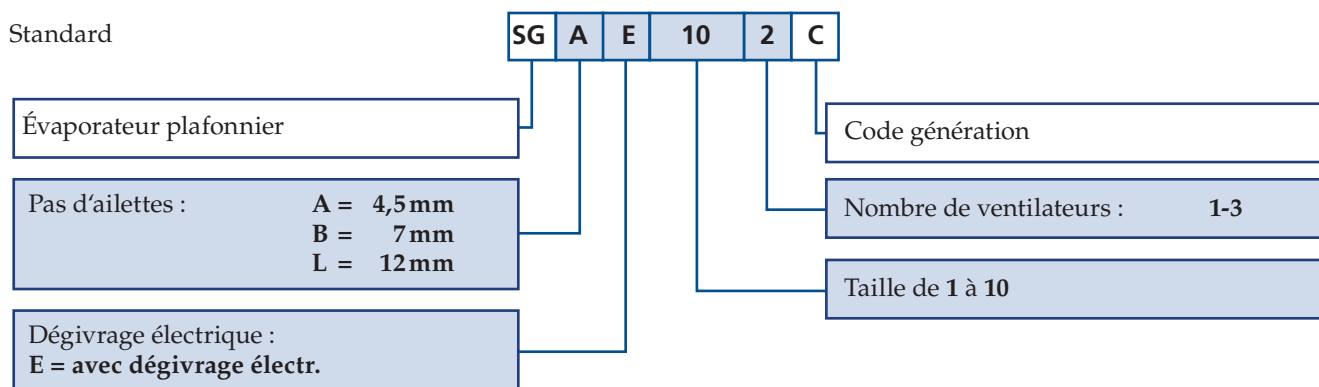 Standard
SG A E 10 2 C
Évaporateur plafonnier
Code génération
Pas d‘ailettes : A = 4,5 mm
B = 7 mm
L = 12 mm
Nombre de ventilateurs : 1-3
Taille de 1 à 10
Dégivrage électrique :
E = avec dégivrage électr.